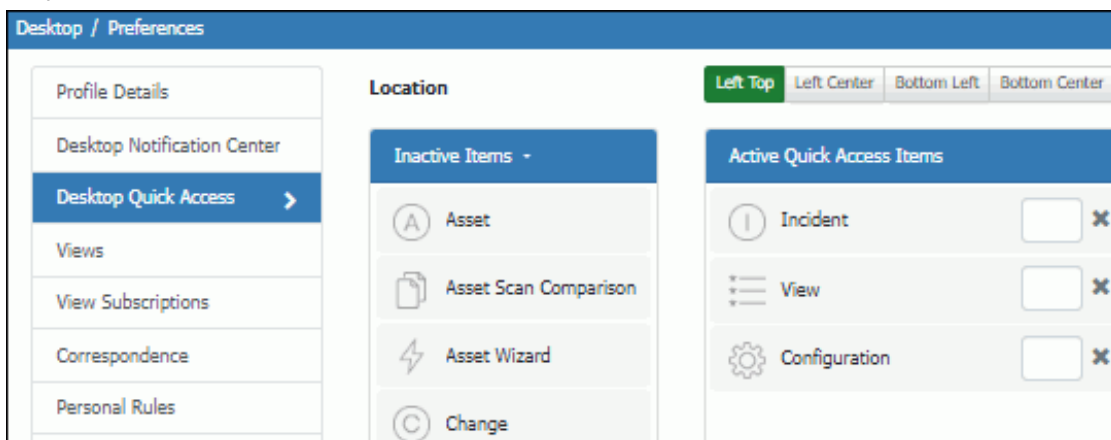 Desktop / Preferences
Profile Details
Desktop Notification Center
Desktop Quick Access
Views
View Subscriptions
Correspondence
Personal Rules
Location
Left Top Left Center Bottom Left Bottom Center
Inactive Items
A Asset
Asset Scan Comparison
Asset Wizard
C Change
Active Quick Access Items
I Incident
View
Configuration